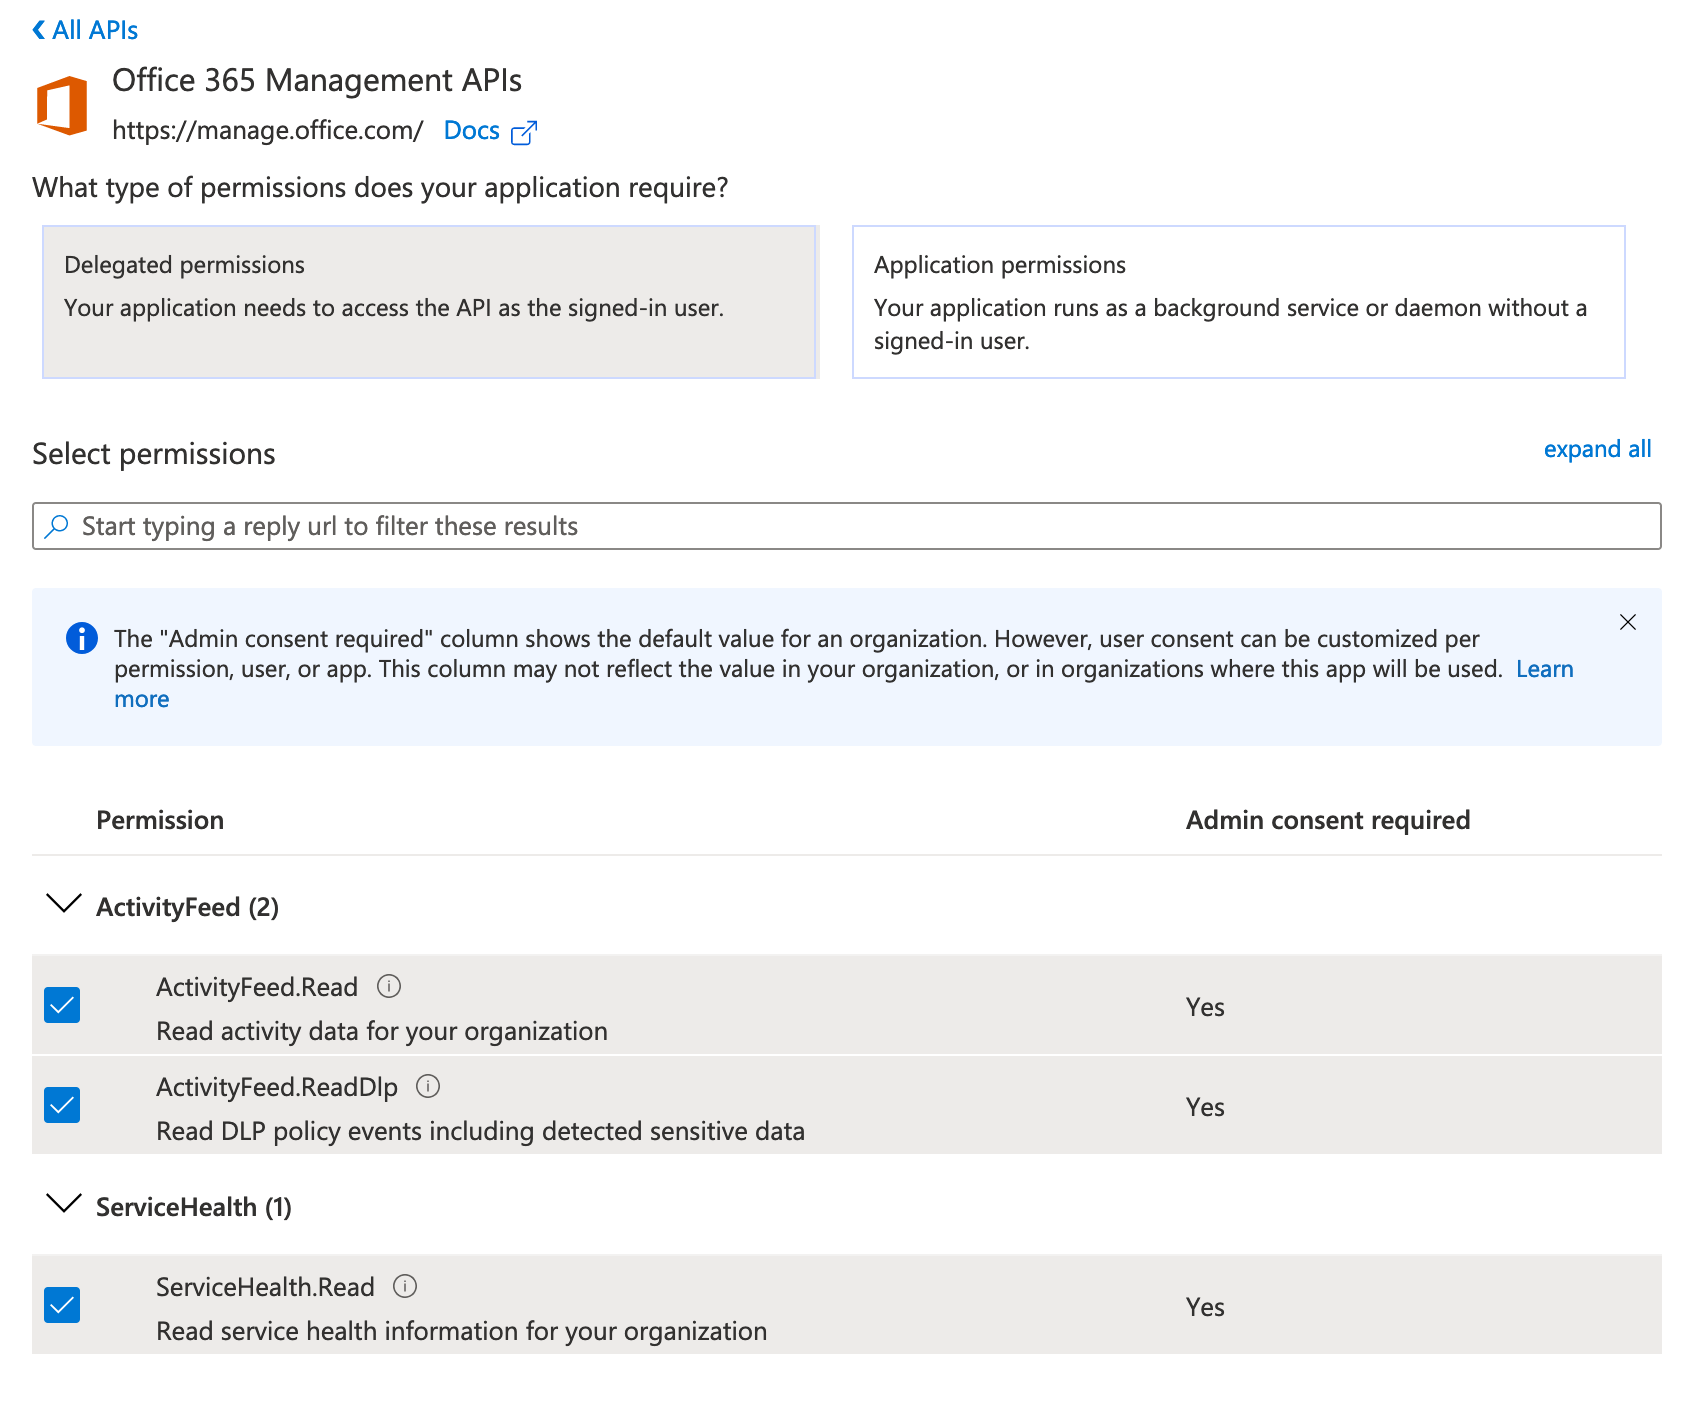 All APIs
Office 365 Management APIs
https://manage.office.com/ Docs
What type of permissions does your application require?
Delegated permissions
Your application needs to access the API as the signed-in user.
Application permissions
Your application runs as a background service or daemon without a
signed-in user.
Select permissions
expand all
Start typing a reply url to filter these results
The "Admin consent required" column shows the default value for an organization. However, user consent can be customized per
permission, user, or app. This column may not reflect the value in your organization, or in organizations where this app will be used. Learn
more
Permission
Admin consent required
ActivityFeed (2)
ActivityFeed.Read
Read activity data for your organization
Yes
ActivityFeed.ReadDlp
Read DLP policy events including detected sensitive data
Yes
ServiceHealth (1)
ServiceHealth.Read
Read service health information for your organization
Yes